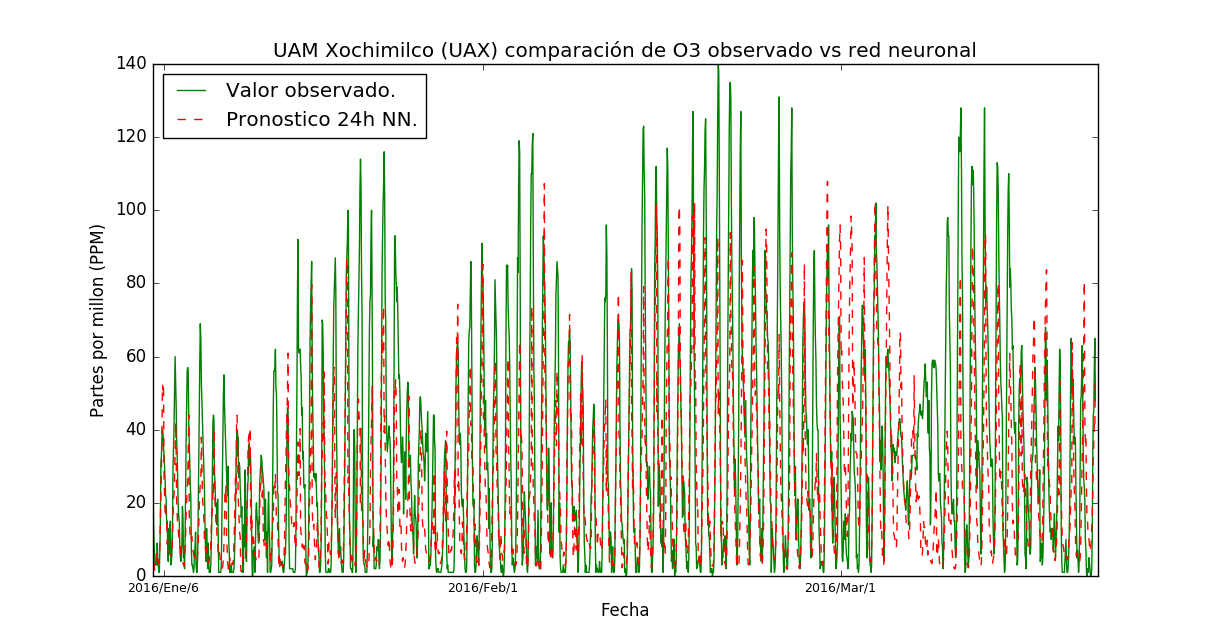 UAM Xochimilco (UAX) comparación de O3 observado vs red neuronal
Valor observado.
Pronostico 24h NN.
Partes por millon (PPM)
140
120
100
80
60
40
20
0
2016/Ene/6
2016/Feb/1
2016/Mar/1
Fecha